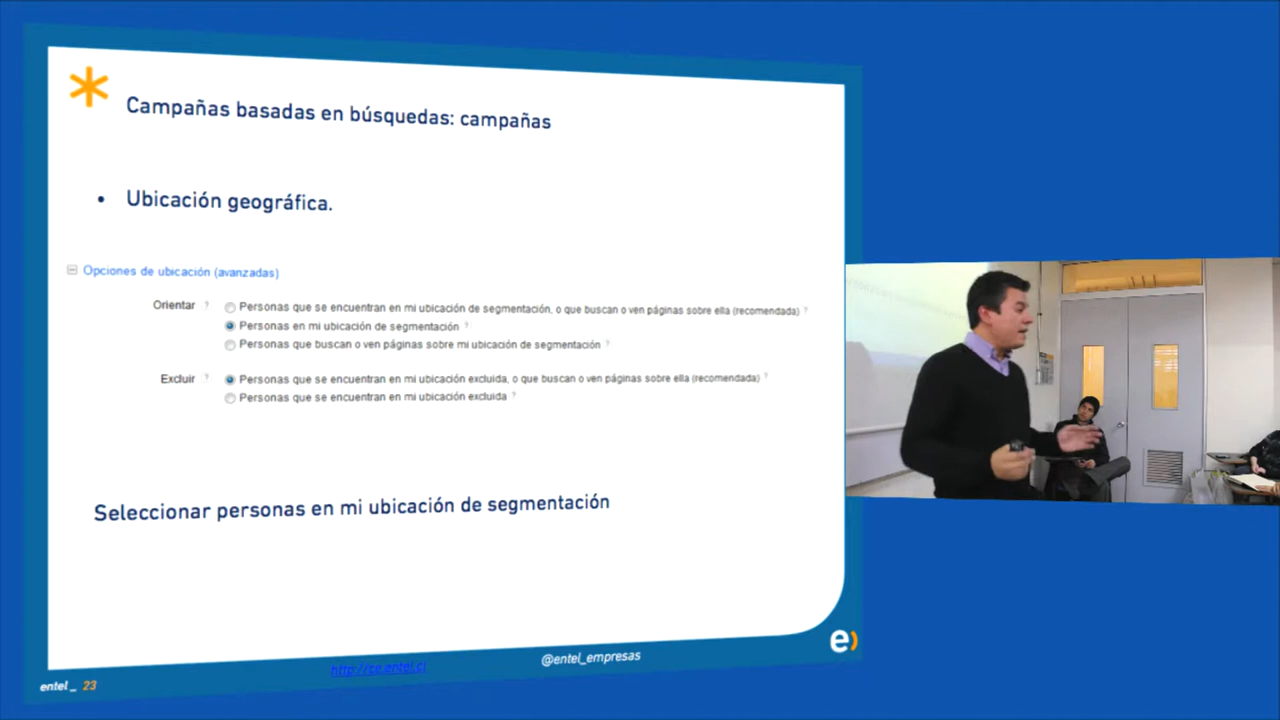 Campañas basadas en búsquedas: campañas
• Ubicación geográfica.
Opciones de ubicación (avanzadas)
Orientar ? Personas que se encuentran en mi ubicación de segmentación, o que buscan o ven páginas sobre ella (recomendada) ?
Personas en mi ubicación de segmentación ?
Personas que buscan o ven páginas sobre mi ubicación de segmentación ?
Excluir ? Personas que se encuentran en mi ubicación excluida, o que buscan o ven páginas sobre ella (recomendada) ?
Personas que se encuentran en mi ubicación excluida ?
Seleccionar personas en mi ubicación de segmentación
e)
http://ce.entel.cl
@entel_empresas
entel_ 23